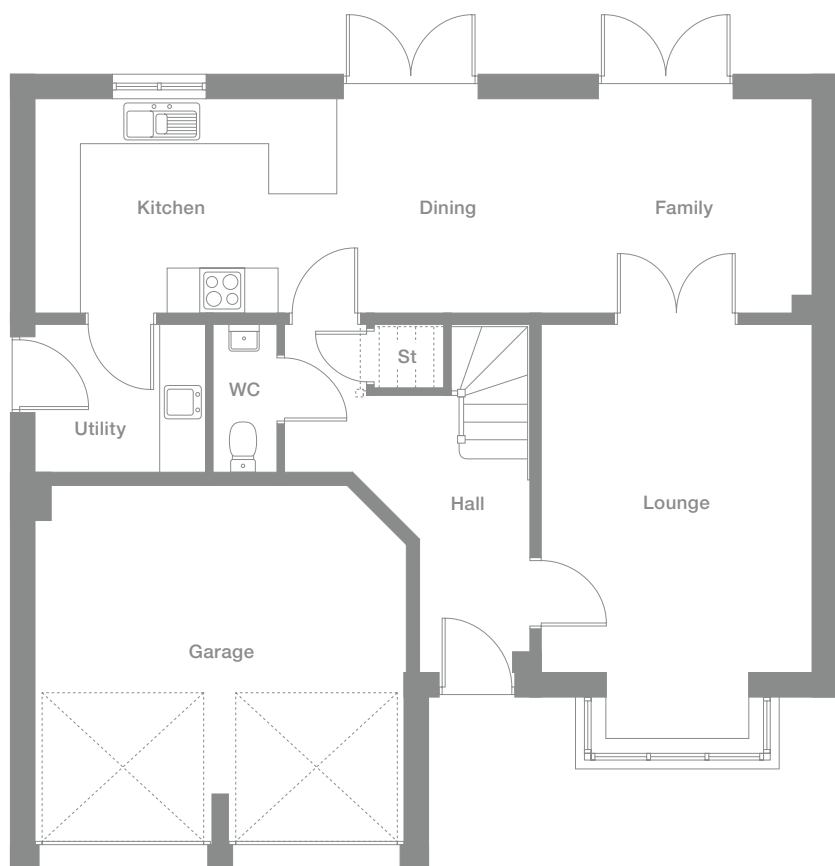 Kitchen
Dining
Family
St
WC
Utility
Hall
Lounge
Garage